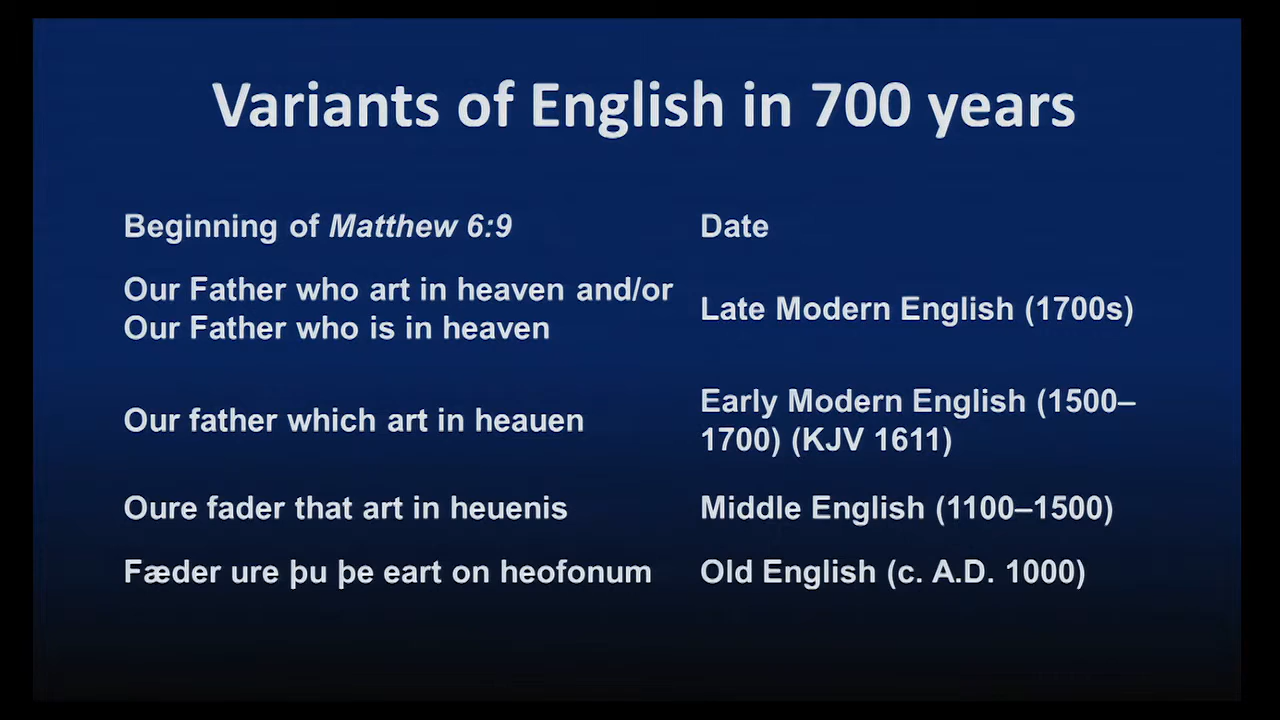 Variants of English in 700 years
Beginning of Matthew 6:9
Date
Our Father who art in heaven and/or
Our Father who is in heaven
Late Modern English (1700s)
Our father which art in heauen
Early Modern English (1500–
1700) (KJV 1611)
Oure fader that art in heuenis
Middle English (1100–1500)
Fæder ure þu þe eart on heofonum
Old English (c. A.D. 1000)